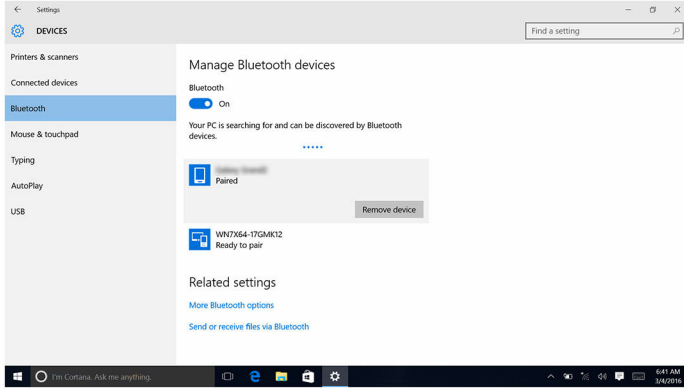 Settings
DEVICES
Find a setting
Printers & scanners
Connected devices
Bluetooth
Mouse & touchpad
Typing
AutoPlay
USB
Manage Bluetooth devices
Bluetooth
On
Your PC is searching for and can be discovered by Bluetooth
devices.
Paired
Remove device
WN7X64-17GMK12
Ready to pair
Related settings
More Bluetooth options
Send or receive files via Bluetooth
I'm Cortana. Ask me anything.
6:41 AM
3/4/2016